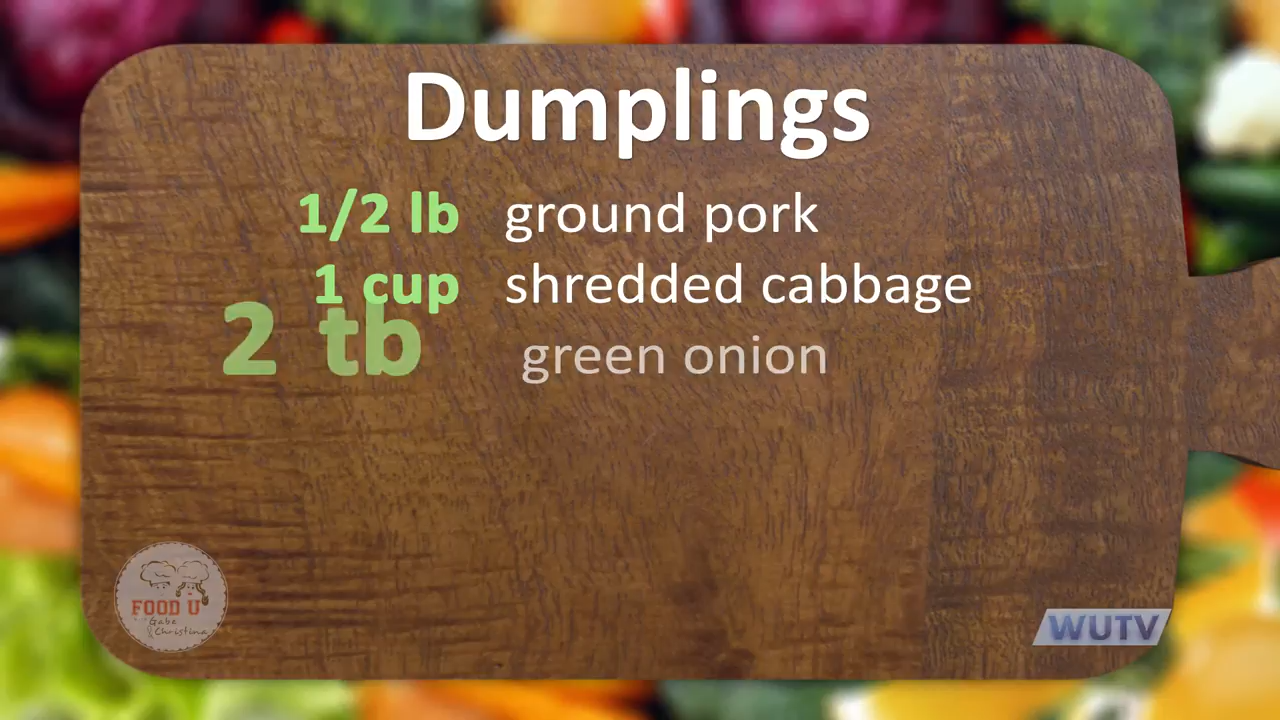 Dumplings
1/2 lb ground pork
1 cup shredded cabbage
2 tb green onion
FOOD U
Gabe
Christina
WUTV